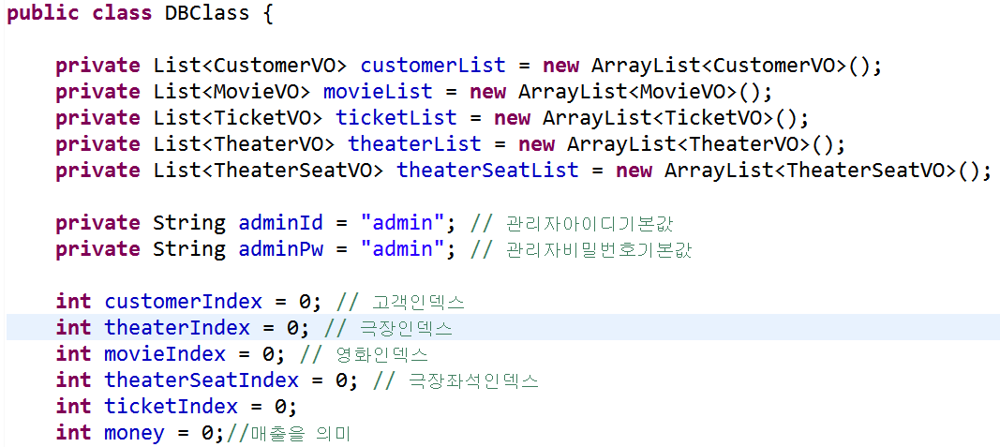 public class DBClass {
private List<CustomerVO> customerList = new ArrayList<CustomerVO>();
private List<MovieVO> movieList = new ArrayList<MovieVO>();
private List<TicketVO> ticketList = new ArrayList<TicketVO>();
private List<TheaterVO> theaterList = new ArrayList<TheaterVO>();
private List<TheaterSeatVO> theaterSeatList = new ArrayList<TheaterSeatVO>();
private String adminId = "admin"; // 관리자아이디기본값
private String adminPw = "admin"; // 관리자비밀번호기본값
int customerIndex = 0; // 고객인덱스
int theaterIndex = 0; // 극장인덱스
int movieIndex = 0; // 영화인덱스
int theaterSeatIndex = 0; // 극장좌석인덱스
int ticketIndex = 0;
int money = 0;//매출을 의미